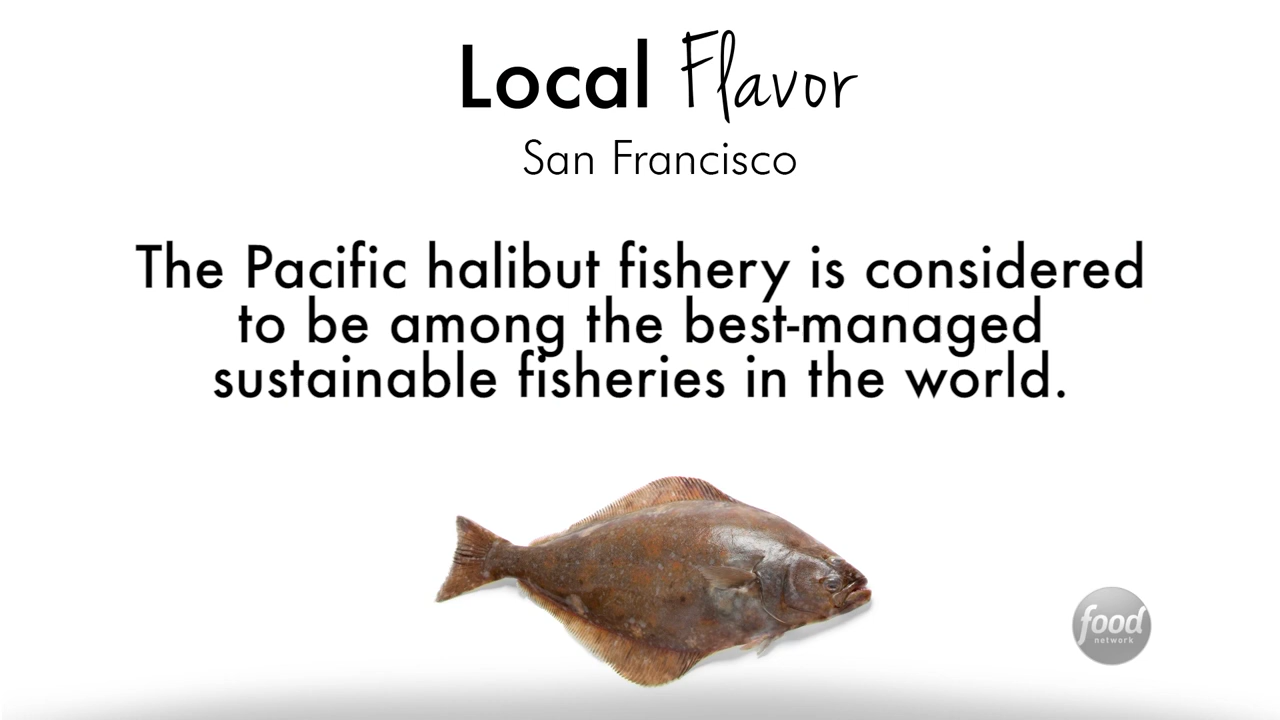 Local Flavor
San Francisco
The Pacific halibut fishery is considered
to be among the best-managed
sustainable fisheries in the world.
food
network